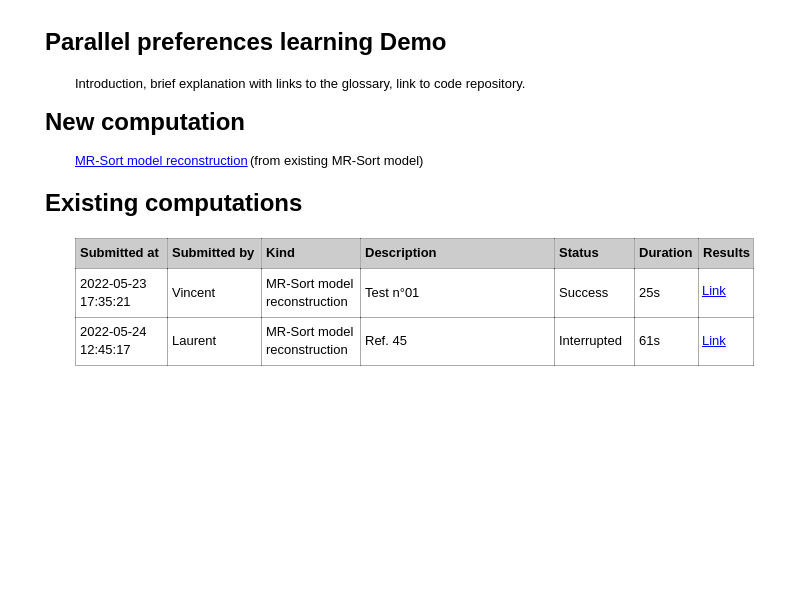 Parallel preferences learning Demo
Introduction, brief explanation with links to the glossary, link to code repository.
New computation
MR-Sort model reconstruction (from existing MR-Sort model)
Existing computations
Submitted at Submitted by Kind Description Status Duration Results
2022-05-23 17:35:21 Vincent MR-Sort model reconstruction Test n°01 Success 25s Link
2022-05-24 12:45:17 Laurent MR-Sort model reconstruction Ref. 45 Interrupted 61s Link